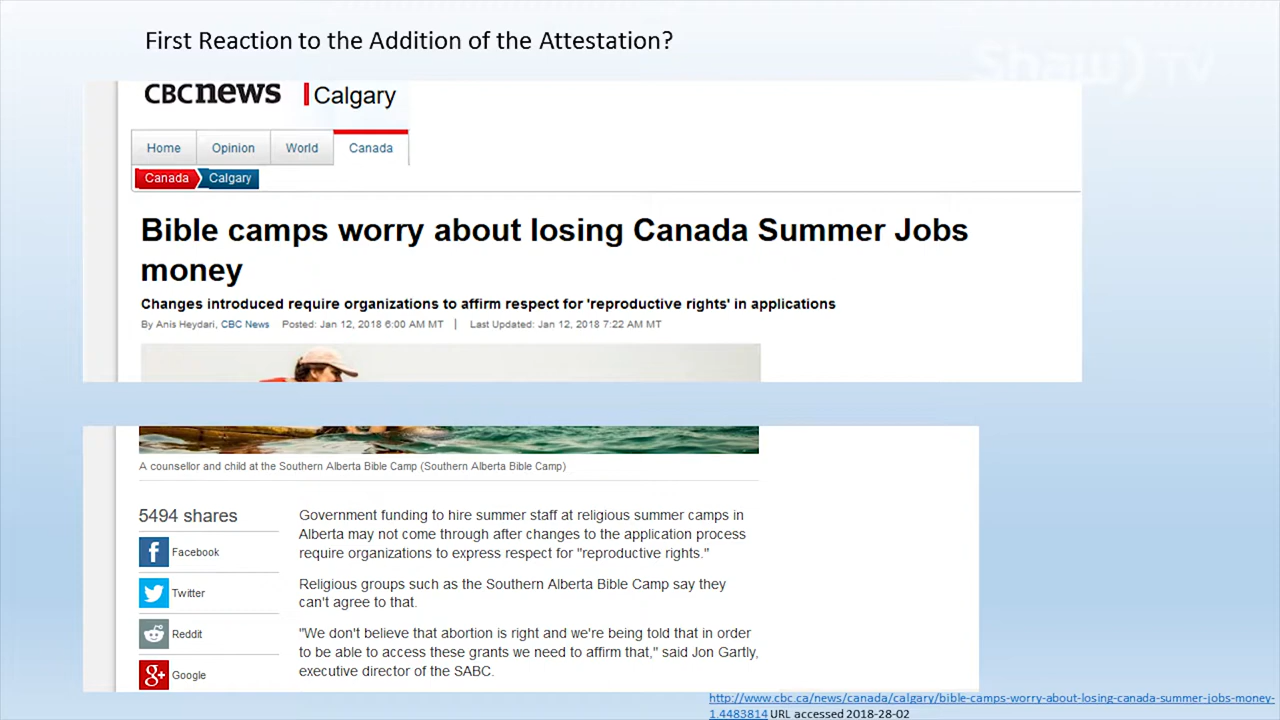 First Reaction to the Addition of the Attestation?
Shaw) TV
CBCnews | Calgary
Home Opinion World Canada
Canada Calgary
Bible camps worry about losing Canada Summer Jobs
money
Changes introduced require organizations to affirm respect for 'reproductive rights' in applications
By Anis Heydari, CBC News Posted: Jan 12, 2018 6:00 AM MT | Last Updated: Jan 12, 2018 7:22 AM MT
A counsellor and child at the Southern Alberta Bible Camp (Southern Alberta Bible Camp)
5494 shares
Facebook
Twitter
Reddit
Google
Government funding to hire summer staff at religious summer camps in
Alberta may not come through after changes to the application process
require organizations to express respect for "reproductive rights."
Religious groups such as the Southern Alberta Bible Camp say they
can't agree to that.
"We don't believe that abortion is right and we're being told that in order
to be able to access these grants we need to affirm that," said Jon Gartly,
executive director of the SABC.
http://www.cbc.ca/news/canada/calgary/bible-camps-worry-about-losing-canada-summer-jobs-money-
1.4483814 URL accessed 2018-28-02